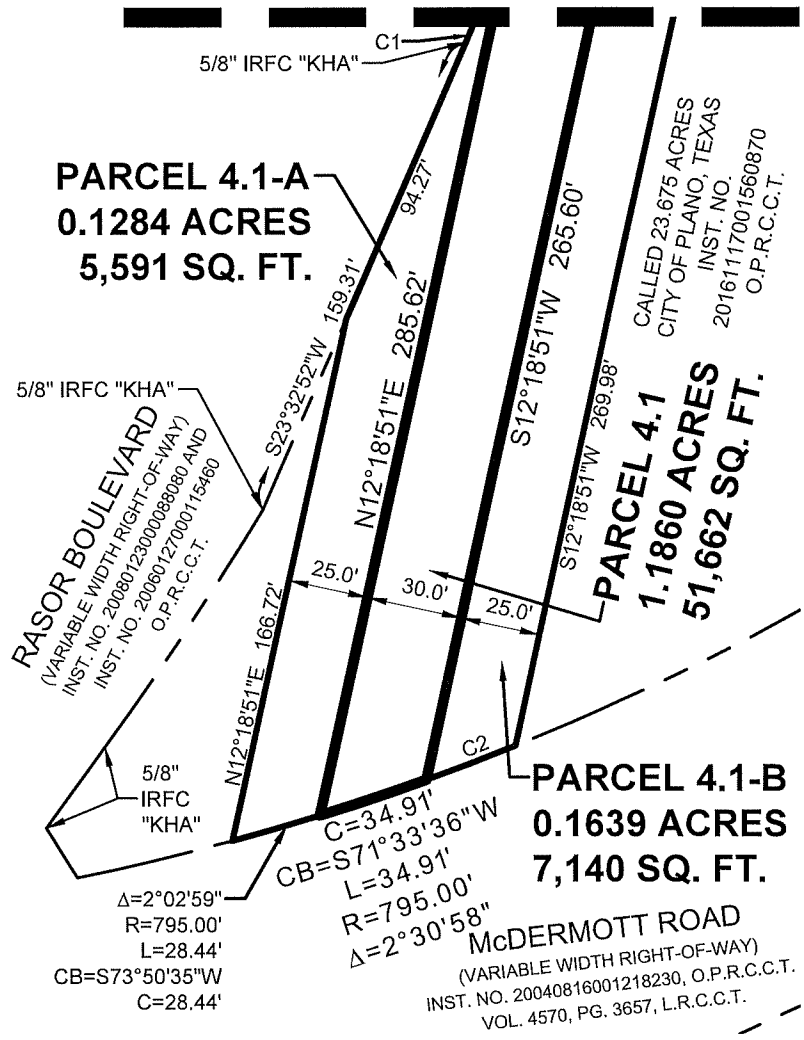 C1
5/8" IRFC "KHA"
PARCEL 4.1-A
0.1284 ACRES
5,591 SQ. FT.
94.27'
CALLED 23.675 ACRES
CITY OF PLANO, TEXAS
INST. NO.
20161117001560870
O.P.R.C.C.T.
S23°32'52"W 159.31'
N12°18'51"E 285.62'
S12°18'51"W 265.60'
S12°18'51"W 269.98'
5/8" IRFC "KHA"
RASOR BOULEVARD
(VARIABLE WIDTH RIGHT-OF-WAY)
INST. NO. 20080123000088080 AND
INST. NO. 20060127000115460
O.P.R.C.C.T.
PARCEL 4.1
1.1860 ACRES
51,662 SQ. FT.
25.0'
30.0'
25.0'
N12°18'51"E 166.72'
C2
5/8"
IRFC
"KHA"
PARCEL 4.1-B
0.1639 ACRES
7,140 SQ. FT.
C=34.91'
CB=S71°33'36"W
L=34.91'
R=795.00'
Δ=2°30'58"
Δ=2°02'59"
R=795.00'
L=28.44'
CB=S73°50'35"W
C=28.44'
McDERMOTT ROAD
(VARIABLE WIDTH RIGHT-OF-WAY)
INST. NO. 20040816001218230, O.P.R.C.C.T.
VOL. 4570, PG. 3657, L.R.C.C.T.